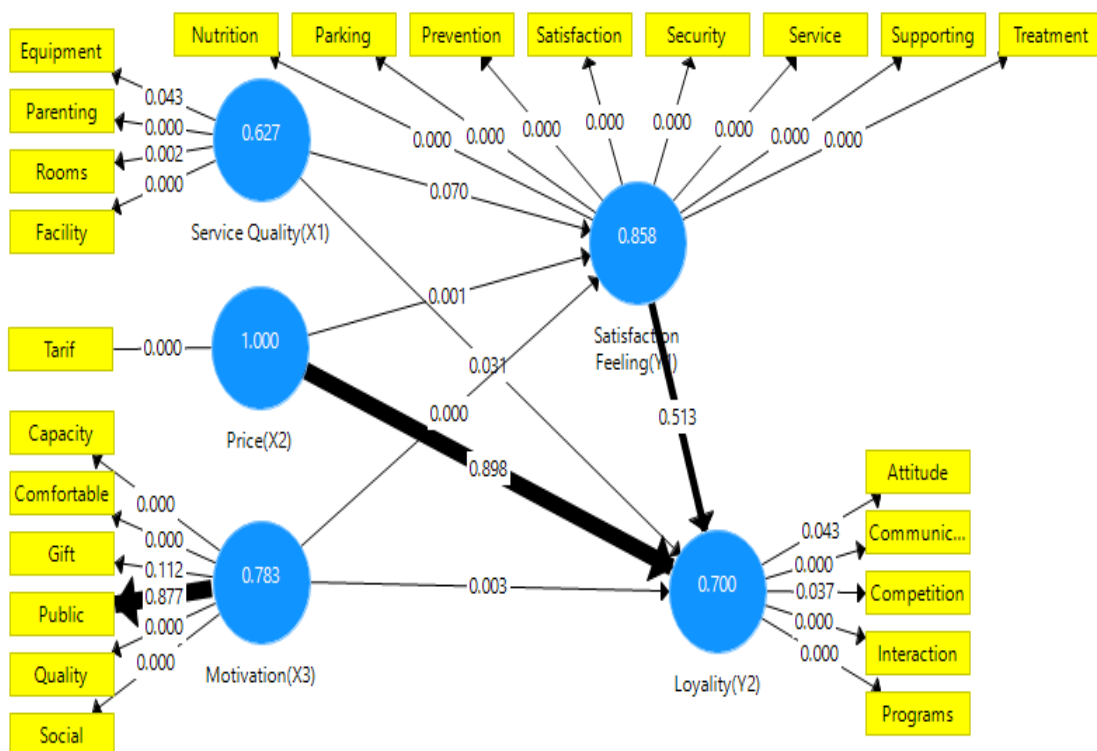 Nutrition
Parking
Prevention
Satisfaction
Security
Service
Supporting
Treatment
Equipment
Parenting
Rooms
Facility
0.043
0.000
0.002
0.000
0.627
Service Quality(X1)
0.000
0.000
0.000
0.000
0.000
0.000
0.000
0.000
0.070
0.858
Satisfaction
Feeling(Y1)
Tarif
0.000
1.000
Price(X2)
0.001
0.031
0.000
0.898
0.513
Capacity
Comfortable
Gift
Public
Quality
Social
0.000
0.000
0.112
0.877
0.000
0.000
0.783
Motivation(X3)
0.003
0.700
Loyality(Y2)
0.043
0.000
0.037
0.000
0.000
Attitude
Communic...
Competition
Interaction
Programs